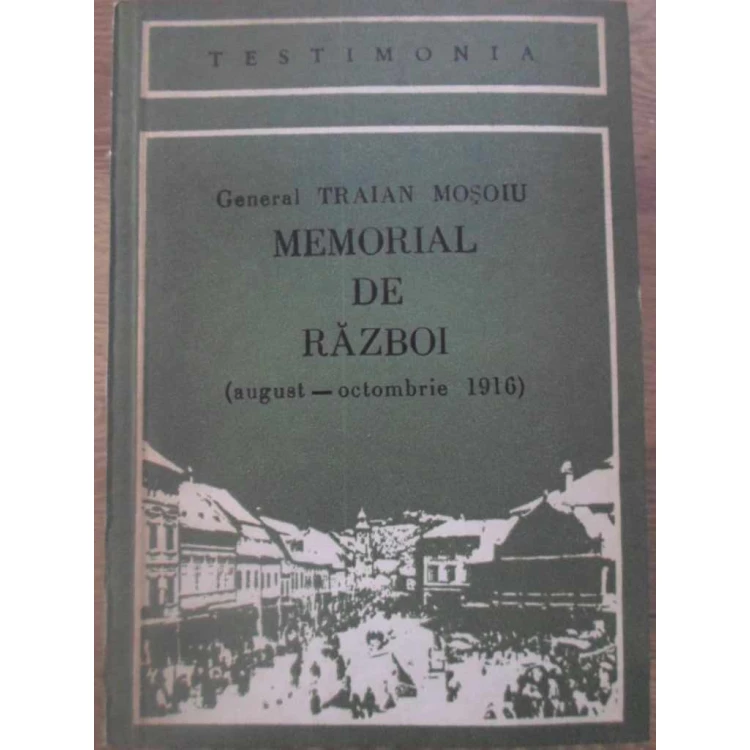 TESTIMONIA
General TRAIAN MOȘOIU
MEMORIAL
DE
RĂZBOI
(august — octombrie 1916)